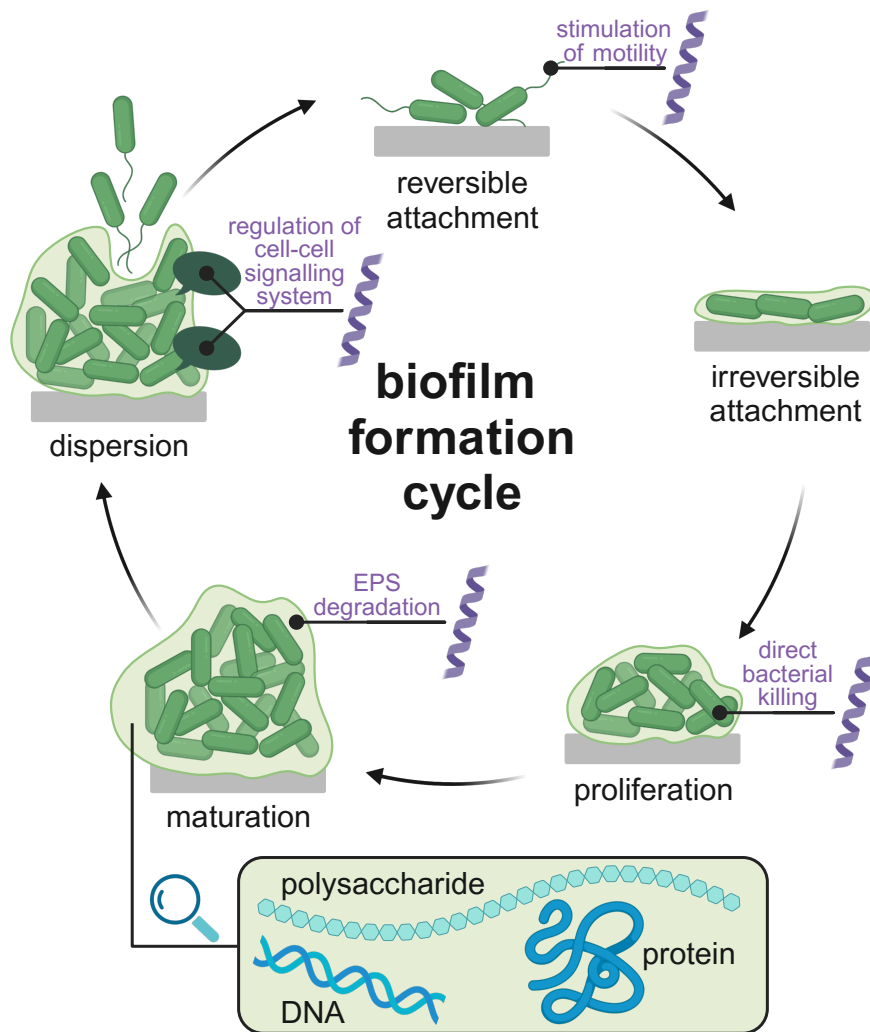 stimulation
of motility
reversible
attachment
regulation of
cell-cell
signalling
system
irreversible
attachment
biofilm
formation
cycle
dispersion
EPS
degradation
direct
bacterial
killing
maturation
proliferation
polysaccharide
protein
DNA